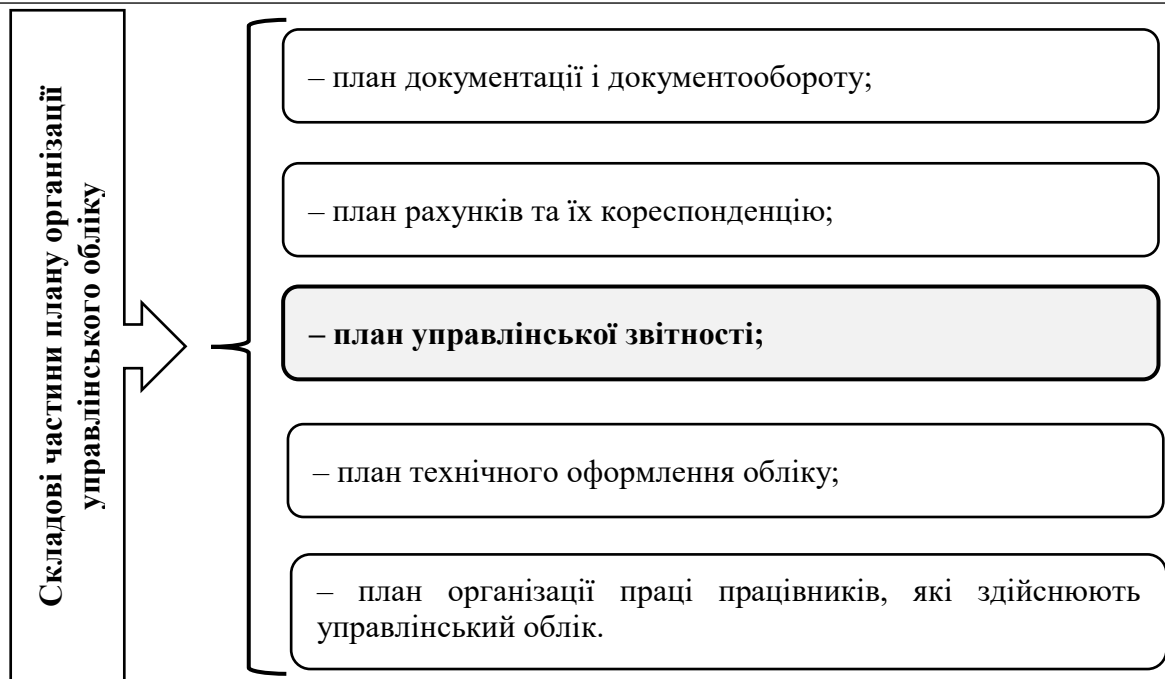 Складові частини плану організації
управлінського обліку
– план документації і документообороту;
– план рахунків та їх кореспонденцію;
– план управлінської звітності;
– план технічного оформлення обліку;
– план організації праці працівників, які здійснюють
управлінський облік.